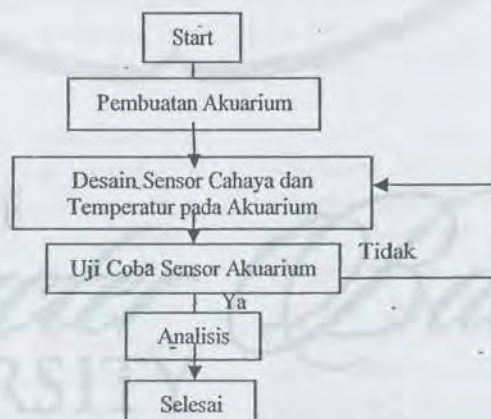 Start
Pembuatan Akuarium
Desain Sensor Cahaya dan
Temperatur pada Akuarium
Uji Coba Sensor Akuarium
Tidak
Ya
Analisis
Selesai